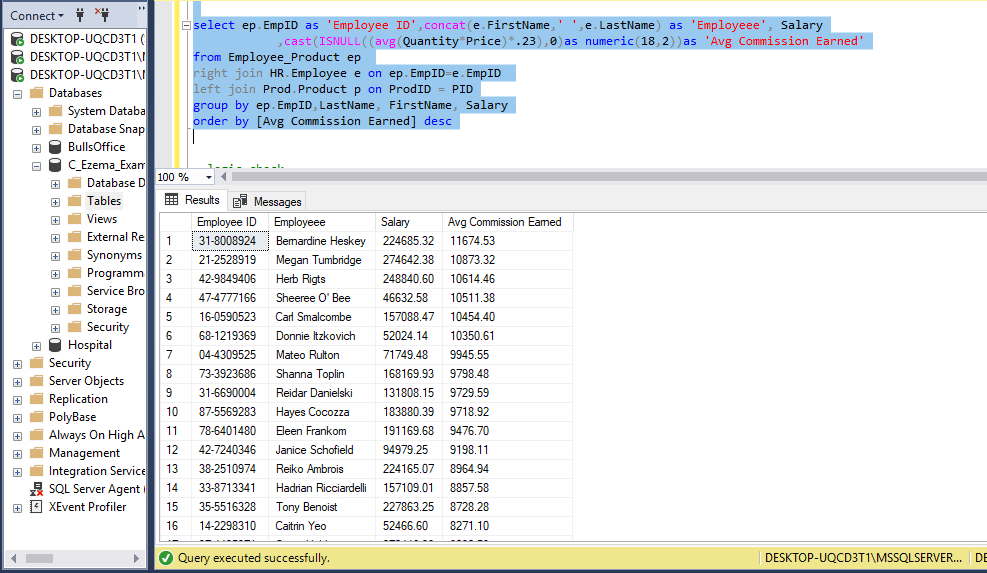 Connect
DESKTOP-UQCD3T1 (
DESKTOP-UQCD3T1\
DESKTOP-UQCD3T1\
Databases
System Databa
Database Snap
BullsOffice
C_Ezema_Exam
Database D
Tables
Views
External Re
Synonyms
Programma
Service Bro
Storage
Security
Hospital
Security
Server Objects
Replication
PolyBase
Always On High A
Management
Integration Service
SQL Server Agent (
XEvent Profiler
select ep.EmpID as 'Employee ID',concat(e.FirstName,' ',e.LastName) as 'Employeee', Salary
,cast(ISNULL((avg(Quantity*Price)*.23),0)as numeric(18,2))as 'Avg Commission Earned'
from Employee_Product ep
right join HR.Employee e on ep.EmpID=e.EmpID
left join Prod.Product p on ProdID = PID
group by ep.EmpID,LastName, FirstName, Salary
order by [Avg Commission Earned] desc
100 %
Results Messages
Employee ID Employeee Salary Avg Commission Earned
1 31-8008924 Bernardine Heskey 224685.32 11674.53
2 21-2528919 Megan Tumbridge 274642.38 10873.32
3 42-9849406 Herb Rigts 248840.60 10614.46
4 47-4777166 Sheeree O' Bee 46632.58 10511.38
5 16-0590523 Carl Smalcombe 157088.47 10454.40
6 68-1219369 Donnie Itzkovich 52024.14 10350.61
7 04-4309525 Mateo Rulton 71749.48 9945.55
8 73-3923686 Shanna Toplin 168169.93 9798.48
9 31-6690004 Reidar Danielski 131808.15 9729.59
10 87-5569283 Hayes Cocozza 183880.39 9718.92
11 78-6401480 Eileen Frankom 191169.68 9476.70
12 42-7240346 Janice Schofield 94979.25 9198.11
13 38-2510974 Reiko Ambrois 224165.07 8964.94
14 33-8713341 Hadrian Ricciardelli 157109.01 8857.58
15 35-5516328 Tony Benoist 227863.25 8728.28
16 14-2298310 Caitrin Yeo 52466.60 8271.10
Query executed successfully.
DESKTOP-UQCD3T1\MSSQLSERVER... DE